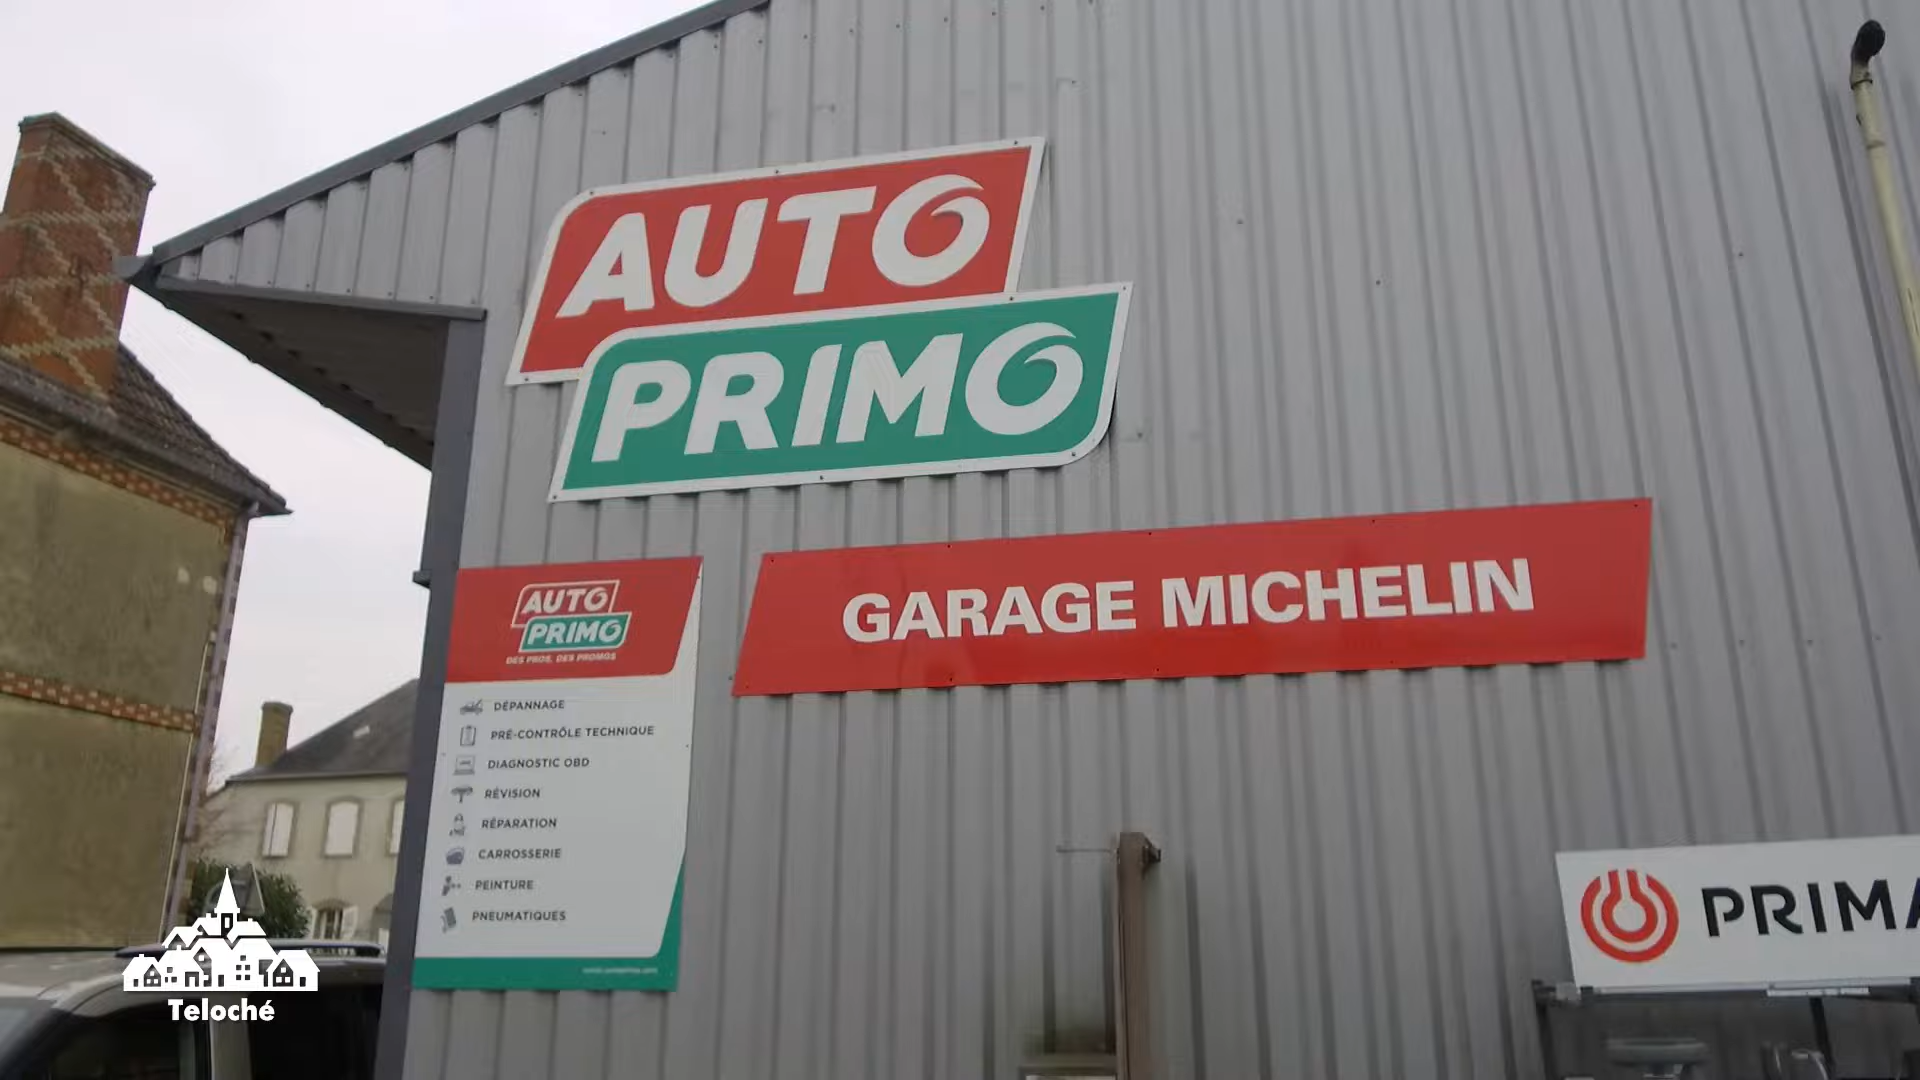 AUTO
PRIMO
GARAGE MICHELIN
AUTO
PRIMO
DES PROS, DES PROMOS
DÉPANNAGE
PRÉ-CONTRÔLE TECHNIQUE
DIAGNOSTIC OBD
RÉVISION
RÉPARATION
CARROSSERIE
PEINTURE
PNEUMATIQUES
PRIMA
Teloché